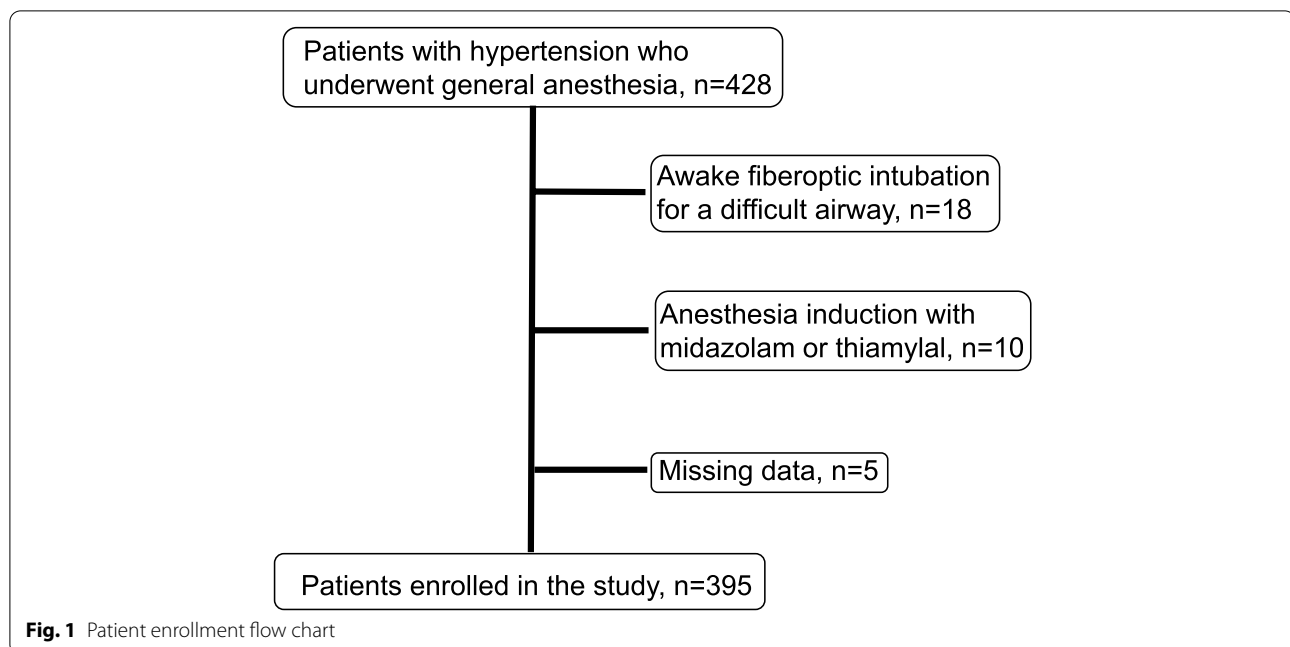 Patients with hypertension who
underwent general anesthesia, n=428
Awake fiberoptic intubation
for a difficult airway, n=18
Anesthesia induction with
midazolam or thiamylal, n=10
Missing data, n=5
Patients enrolled in the study, n=395
Fig. 1 Patient enrollment flow chart